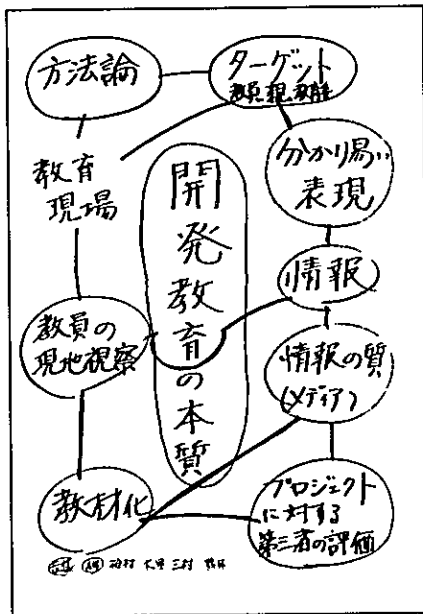 方法論
ターゲット
教育
現場
分かり易い
表現
開発教育の本質
情報
教員の
現地視察
情報の質
(メディア)
教材化
プロジェクト
に対する
第三者の評価
三村